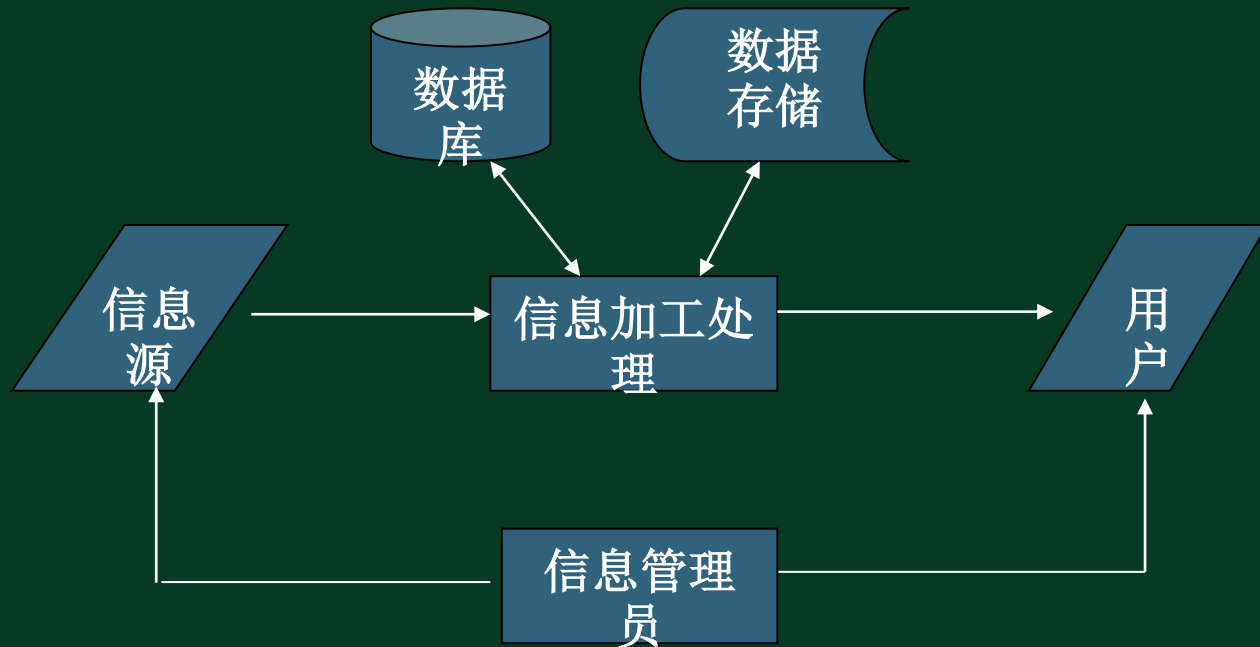 数据
库
数据
存储
信息
源
信息加工处
理
用
户
信息管理
员